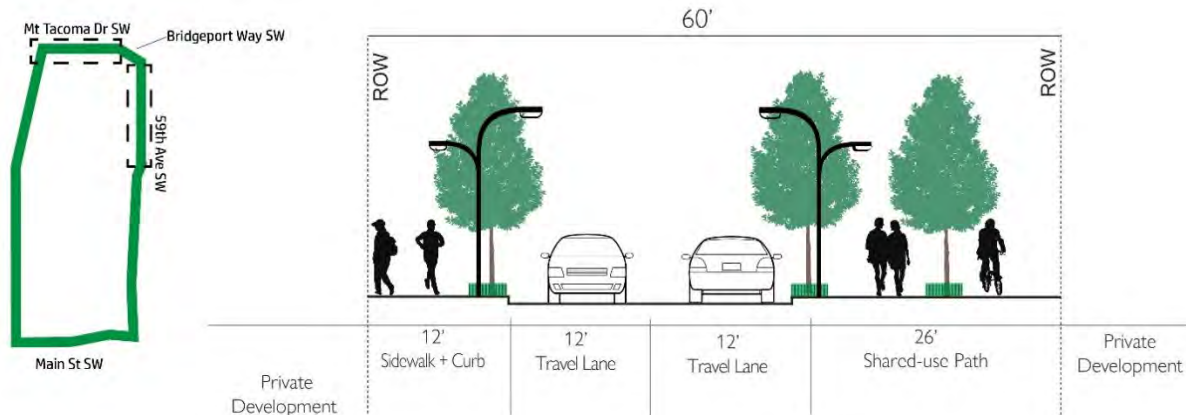 Mt Tacoma Dr SW
Bridgeport Way SW
59th Ave SW
Main St SW
60'
ROW
ROW
12'
Sidewalk + Curb
12'
Travel Lane
12'
Travel Lane
26'
Shared-use Path
Private
Development
Private
Development